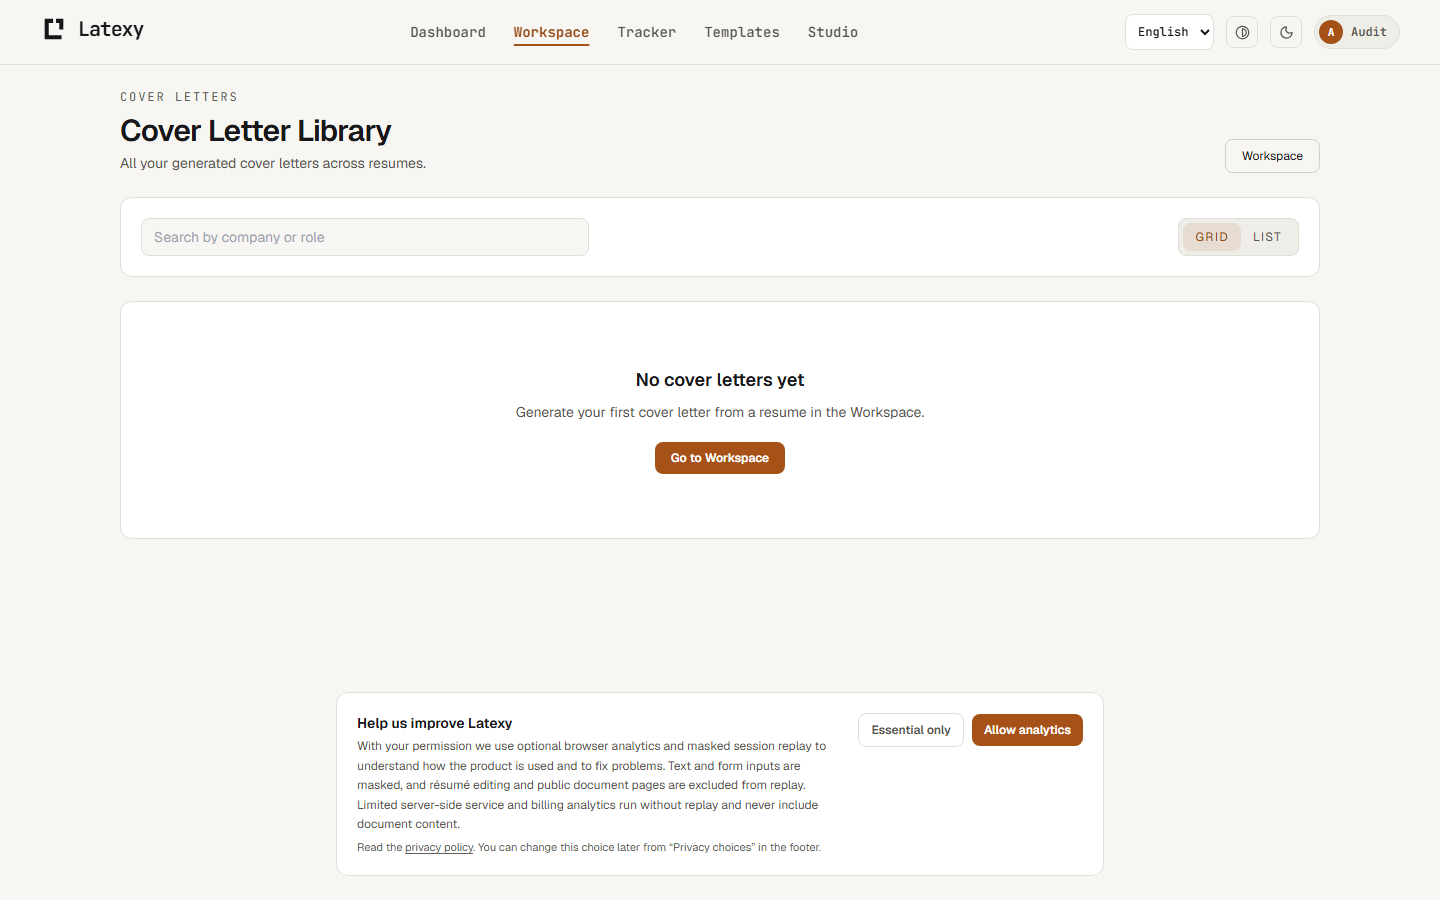 Latexy
Dashboard
Workspace
Tracker
Templates
Studio
English
A
Audit
COVER LETTERS
Cover Letter Library
All your generated cover letters across resumes.
Workspace
Search by company or role
GRID
LIST
No cover letters yet
Generate your first cover letter from a resume in the Workspace.
Go to Workspace
Help us improve Latexy
With your permission we use optional browser analytics and masked session replay to
understand how the product is used and to fix problems. Text and form inputs are
masked, and résumé editing and public document pages are excluded from replay.
Limited server-side service and billing analytics run without replay and never include
document content.
Read the privacy policy. You can change this choice later from “Privacy choices” in the footer.
Essential only
Allow analytics